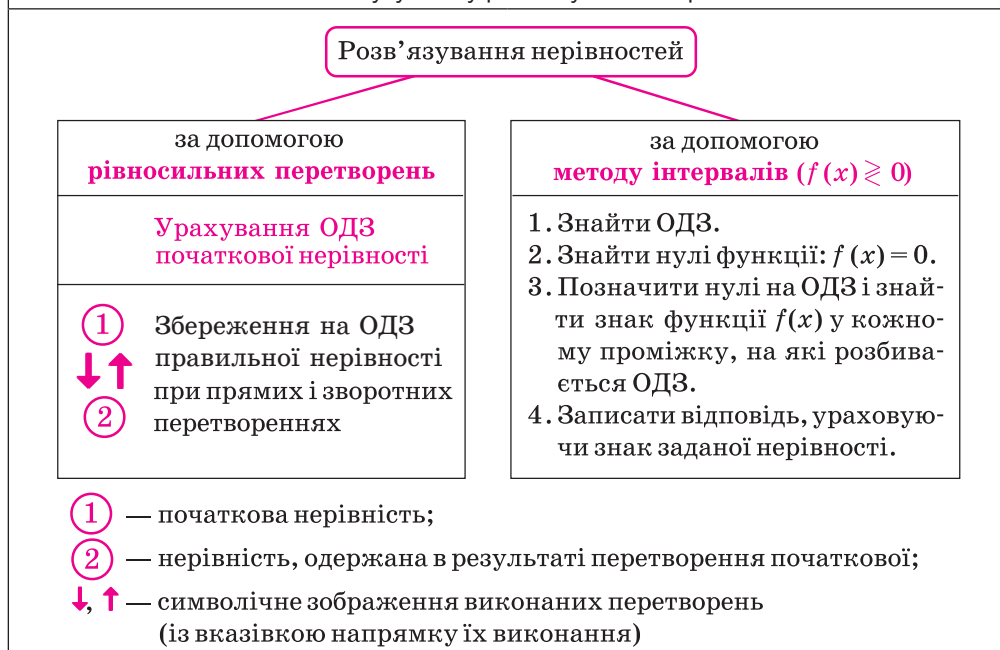 Розв’язування нерівностей
за допомогою
рівносильних перетворень
Урахування ОДЗ
початкової нерівності
1
2
Збереження на ОДЗ
правильної нерівності
при прямих і зворотних
перетвореннях
за допомогою
методу інтервалів (f (x) ≷ 0)
1. Знайти ОДЗ.
2. Знайти нулі функції: f (x) = 0.
3. Позначити нулі на ОДЗ і знай-
ти знак функції f(x) у кожно-
му проміжку, на які розбива-
ється ОДЗ.
4. Записати відповідь, ураховую-
чи знак заданої нерівності.
1 — початкова нерівність;
2 — нерівність, одержана в результаті перетворення початкової;
↓, ↑ — символічне зображення виконаних перетворень
(із вказівкою напрямку їх виконання)